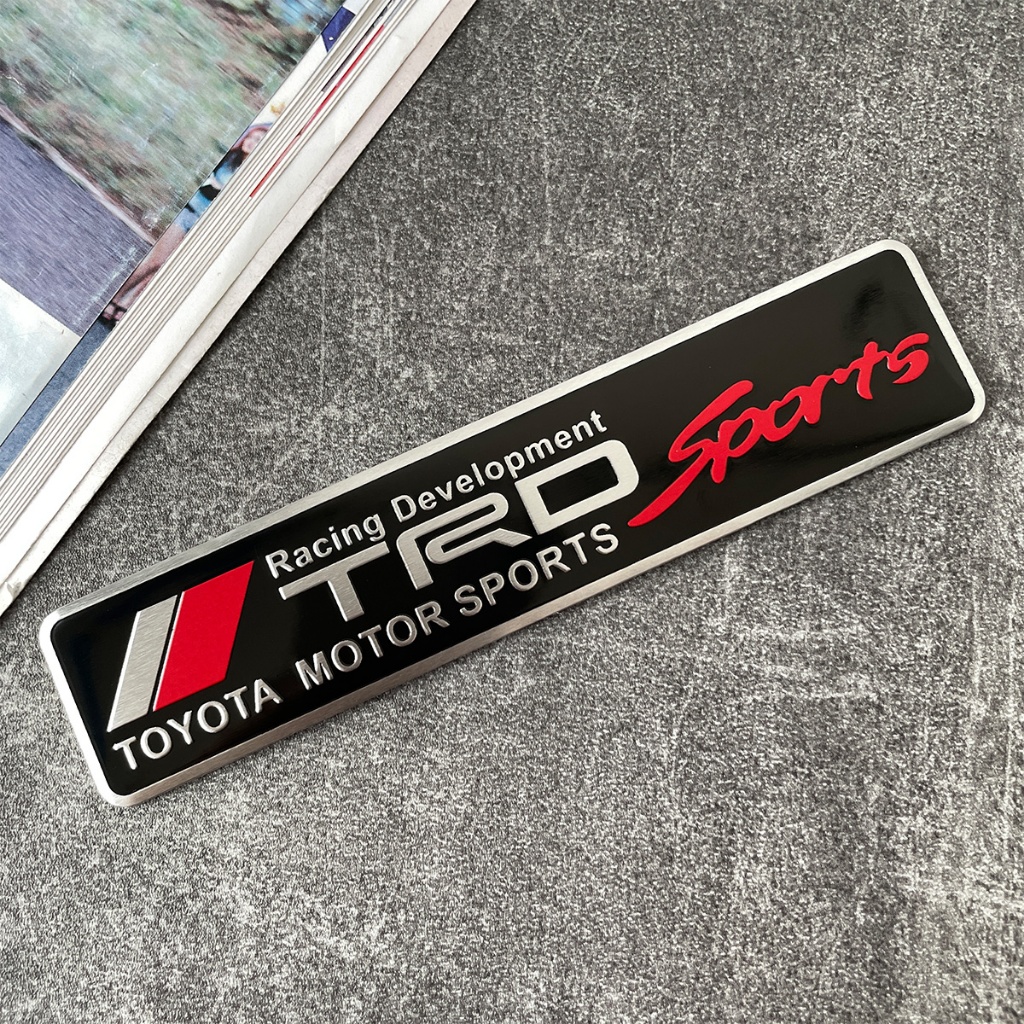 Racing Development
TRD Sports
TOYOTA MOTOR SPORTS